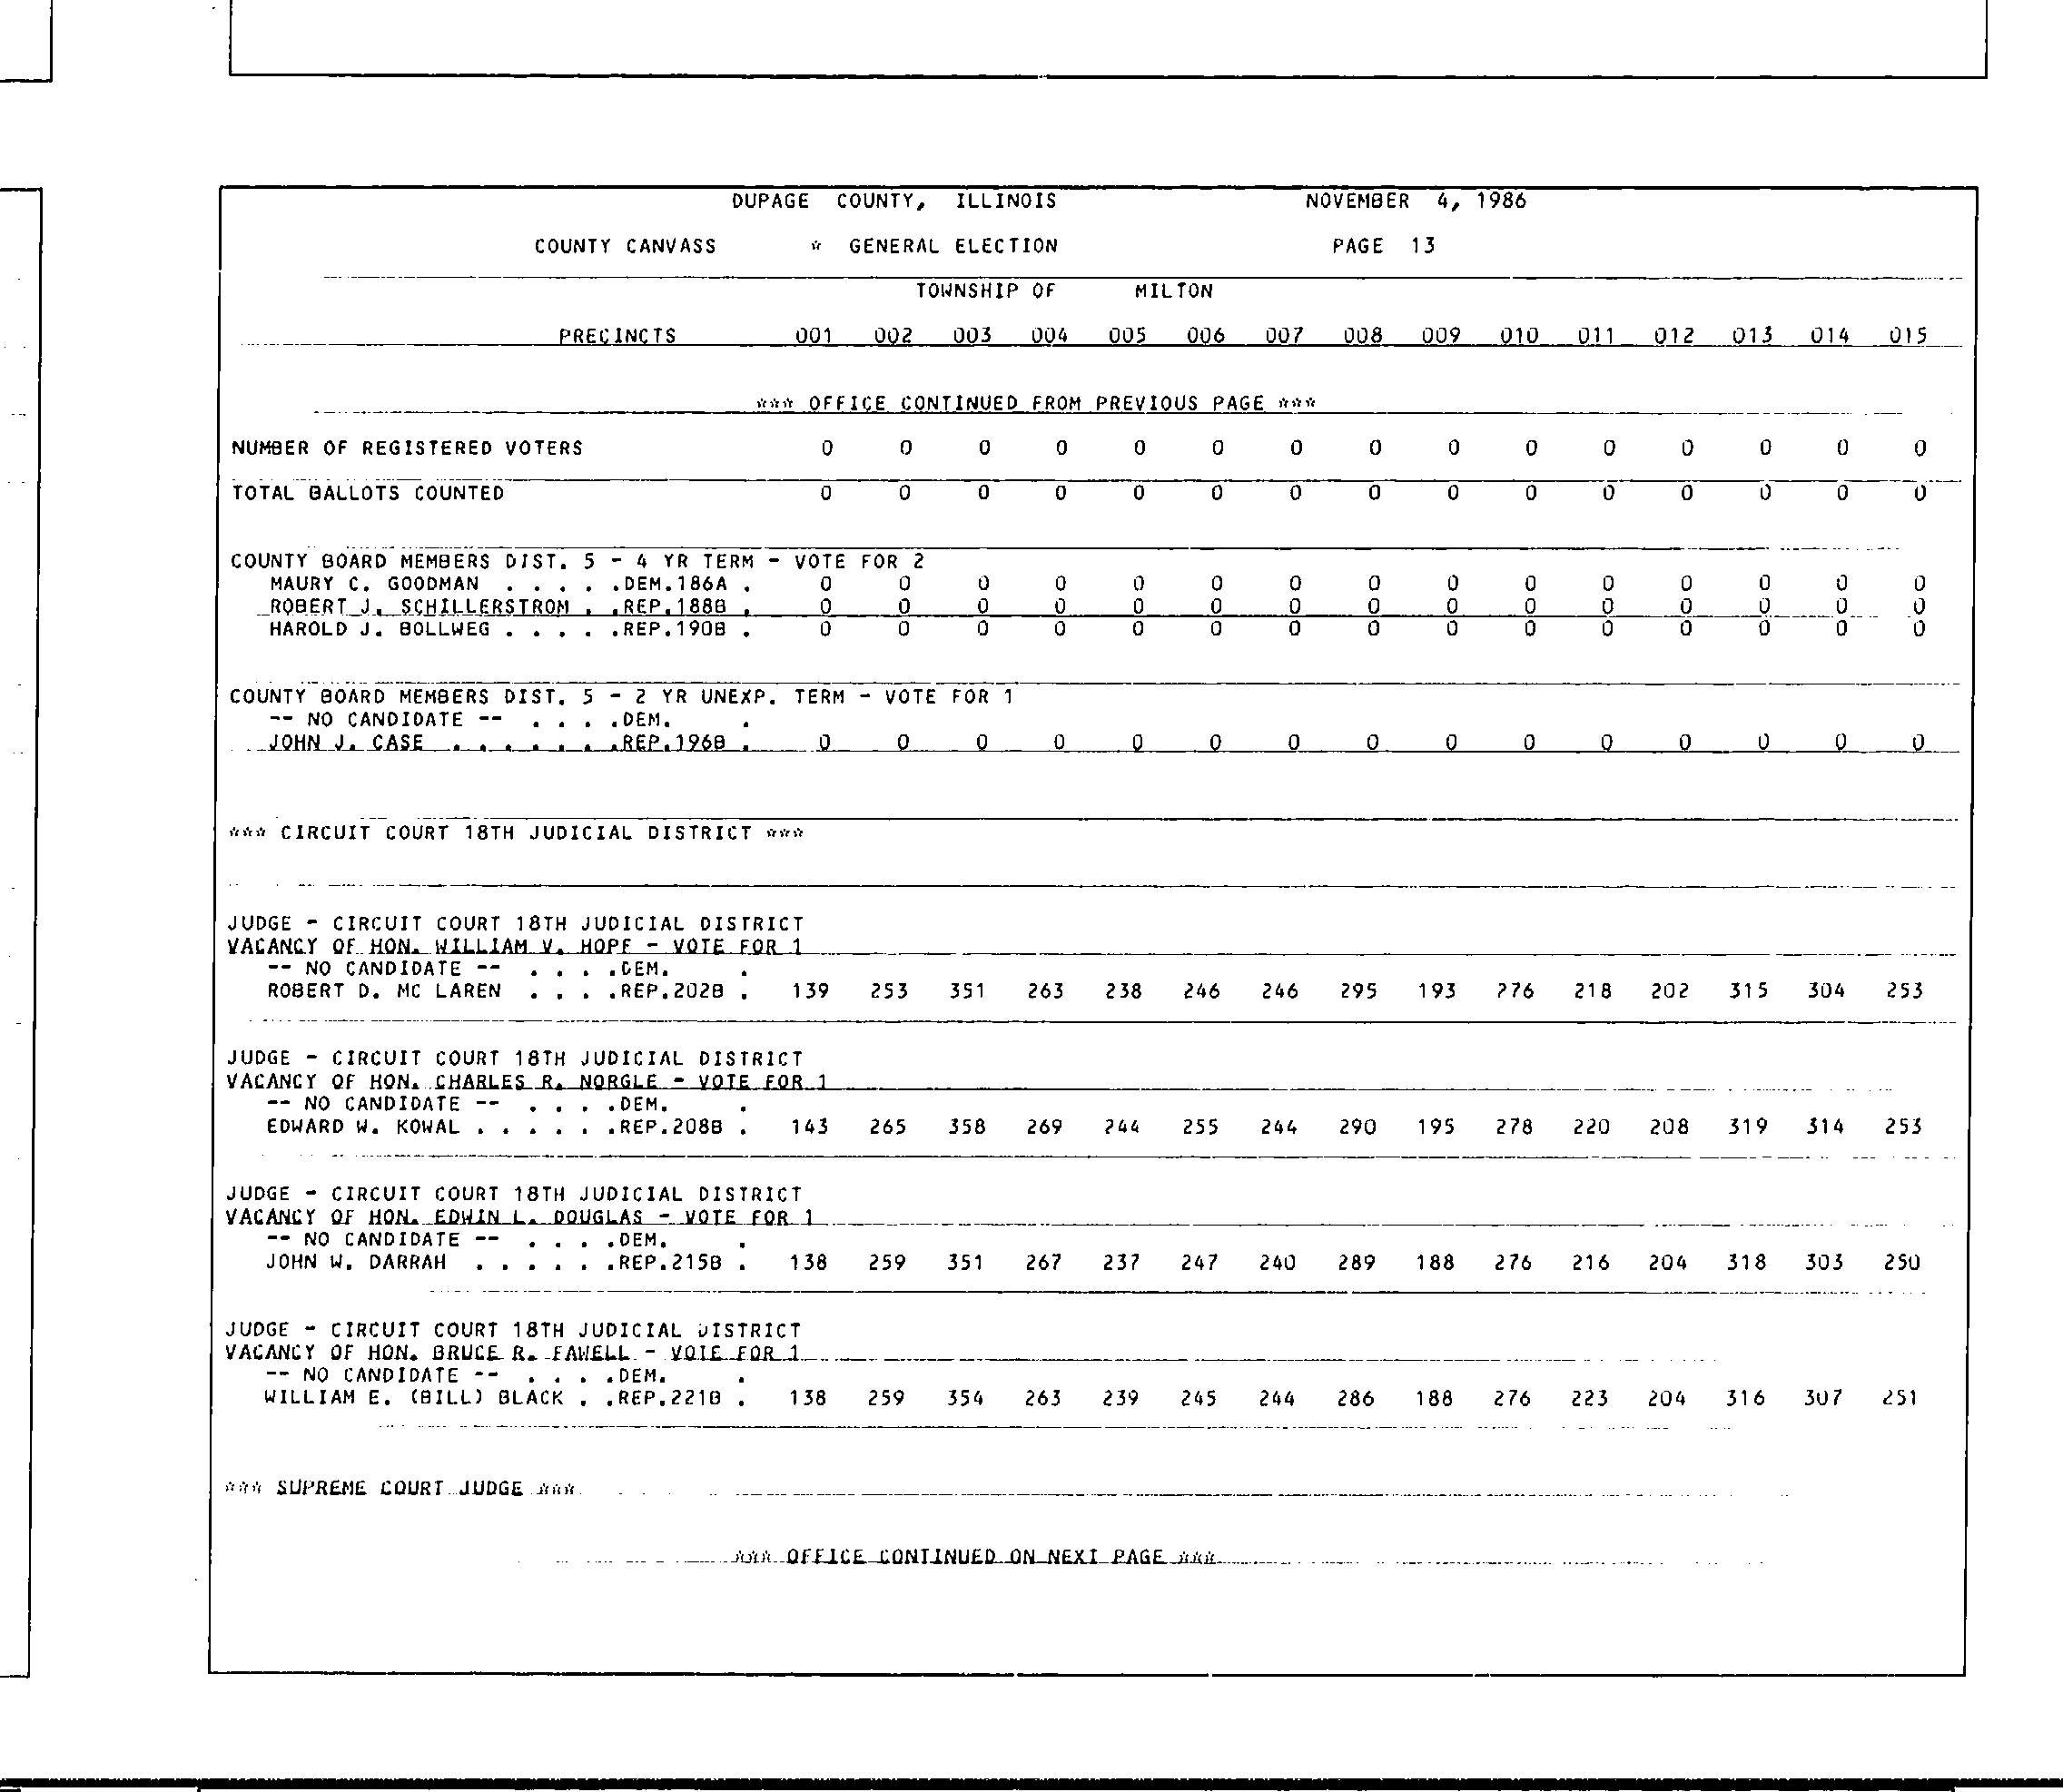 DUPAGE COUNTY, ILLINOIS NOVEMBER 4, 1986
COUNTY CANVASS * GENERAL ELECTION PAGE 13
TOWNSHIP OF MILTON
PRECINCTS 001 002 003 004 005 006 007 008 009 010 011 012 013 014 015
*** OFFICE CONTINUED FROM PREVIOUS PAGE ***
NUMBER OF REGISTERED VOTERS 0 0 0 0 0 0 0 0 0 0 0 0 0 0 0
TOTAL BALLOTS COUNTED 0 0 0 0 0 0 0 0 0 0 0 0 0 0 0
COUNTY BOARD MEMBERS DIST. 5 - 4 YR TERM - VOTE FOR 2
MAURY C. GOODMAN . . . . . .DEM.186A . 0 0 0 0 0 0 0 0 0 0 0 0 0 0 0
ROBERT J. SCHILLERSTROM . .REP.188B . 0 0 0 0 0 0 0 0 0 0 0 0 0 0 0
HAROLD J. BOLLWEG . . . . .REP.190B . 0 0 0 0 0 0 0 0 0 0 0 0 0 0 0
COUNTY BOARD MEMBERS DIST. 5 - 2 YR UNEXP. TERM - VOTE FOR 1
-- NO CANDIDATE -- . . . .DEM. .
JOHN J. CASE . . . . . . .REP.196B . 0 0 0 0 0 0 0 0 0 0 0 0 0 0 0
*** CIRCUIT COURT 18TH JUDICIAL DISTRICT ***
JUDGE - CIRCUIT COURT 18TH JUDICIAL DISTRICT
VACANCY OF HON. WILLIAM V. HOPF - VOTE FOR 1
-- NO CANDIDATE -- . . . .DEM. .
ROBERT D. MC LAREN . . . .REP.202B . 139 253 351 263 238 246 246 295 193 276 218 202 315 304 253
JUDGE - CIRCUIT COURT 18TH JUDICIAL DISTRICT
VACANCY OF HON. CHARLES R. NORGLE - VOTE FOR 1
-- NO CANDIDATE -- . . . .DEM. .
EDWARD W. KOWAL . . . . . .REP.208B . 143 265 358 269 244 255 244 290 195 278 220 208 319 314 253
JUDGE - CIRCUIT COURT 18TH JUDICIAL DISTRICT
VACANCY OF HON. EDWIN L. DOUGLAS - VOTE FOR 1
-- NO CANDIDATE -- . . . .DEM. .
JOHN W. DARRAH . . . . . .REP.215B . 138 259 351 267 237 247 240 289 188 276 216 204 318 303 250
JUDGE - CIRCUIT COURT 18TH JUDICIAL DISTRICT
VACANCY OF HON. BRUCE R. FAWELL - VOTE FOR 1
-- NO CANDIDATE -- . . . .DEM. .
WILLIAM E. (BILL) BLACK . .REP.221B . 138 259 354 263 239 245 244 286 188 276 223 204 316 307 251
*** SUPREME COURT JUDGE ***
*** OFFICE CONTINUED ON NEXT PAGE ***